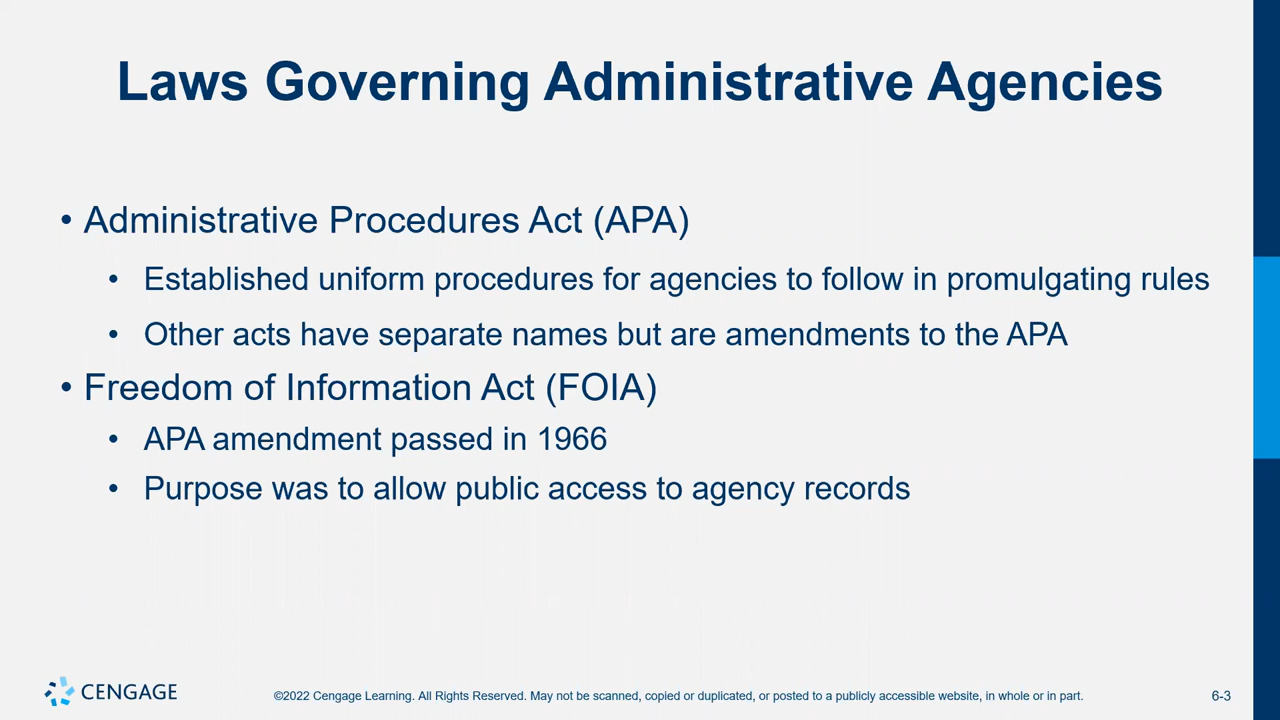 Laws Governing Administrative Agencies
• Administrative Procedures Act (APA)
• Established uniform procedures for agencies to follow in promulgating rules
• Other acts have separate names but are amendments to the APA
• Freedom of Information Act (FOIA)
• APA amendment passed in 1966
• Purpose was to allow public access to agency records
CENGAGE
©2022 Cengage Learning. All Rights Reserved. May not be scanned, copied or duplicated, or posted to a publicly accessible website, in whole or in part.
6-3